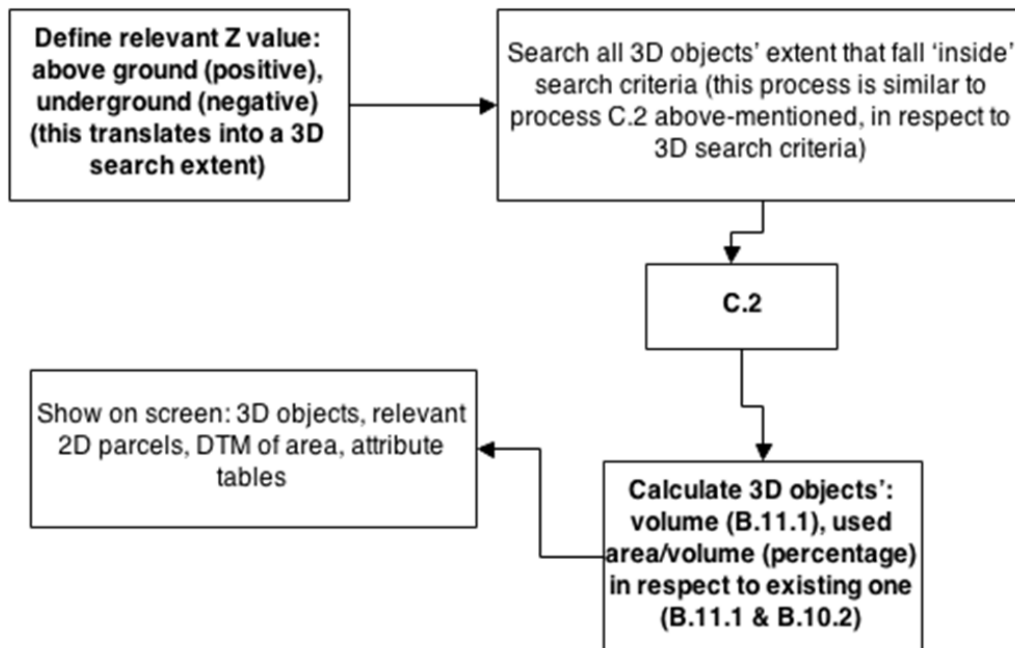 Define relevant Z value:
above ground (positive),
underground (negative)
(this translates into a 3D
search extent)
Search all 3D objects’ extent that fall ‘inside’
search criteria (this process is similar to
process C.2 above-mentioned, in respect to
3D search criteria)
C.2
Calculate 3D objects’:
volume (B.11.1), used
area/volume (percentage)
in respect to existing one
(B.11.1 & B.10.2)
Show on screen: 3D objects, relevant
2D parcels, DTM of area, attribute
tables